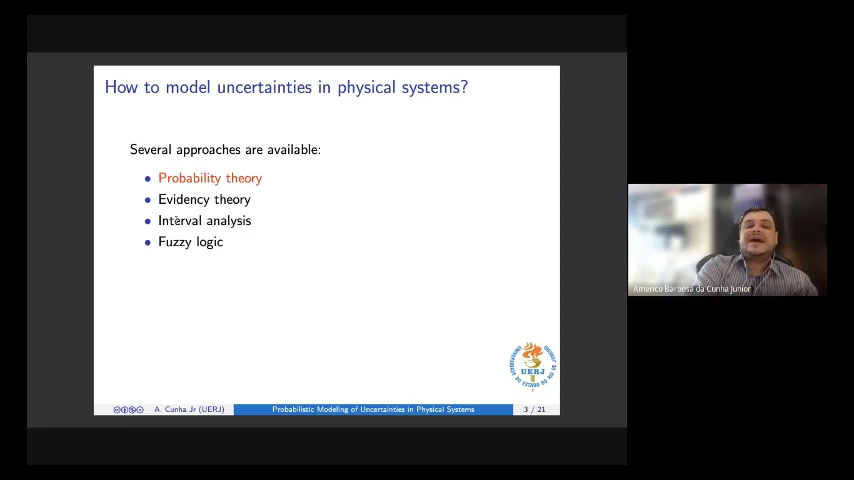 How to model uncertainties in physical systems?
Several approaches are available:
Probability theory
Evidency theory
Interval analysis
Fuzzy logic
UERJ
A. Cunha Jr (UERJ)
Probabilistic Modeling of Uncertainties in Physical Systems
3 / 21
Americo Barbosa da Cunha Junior